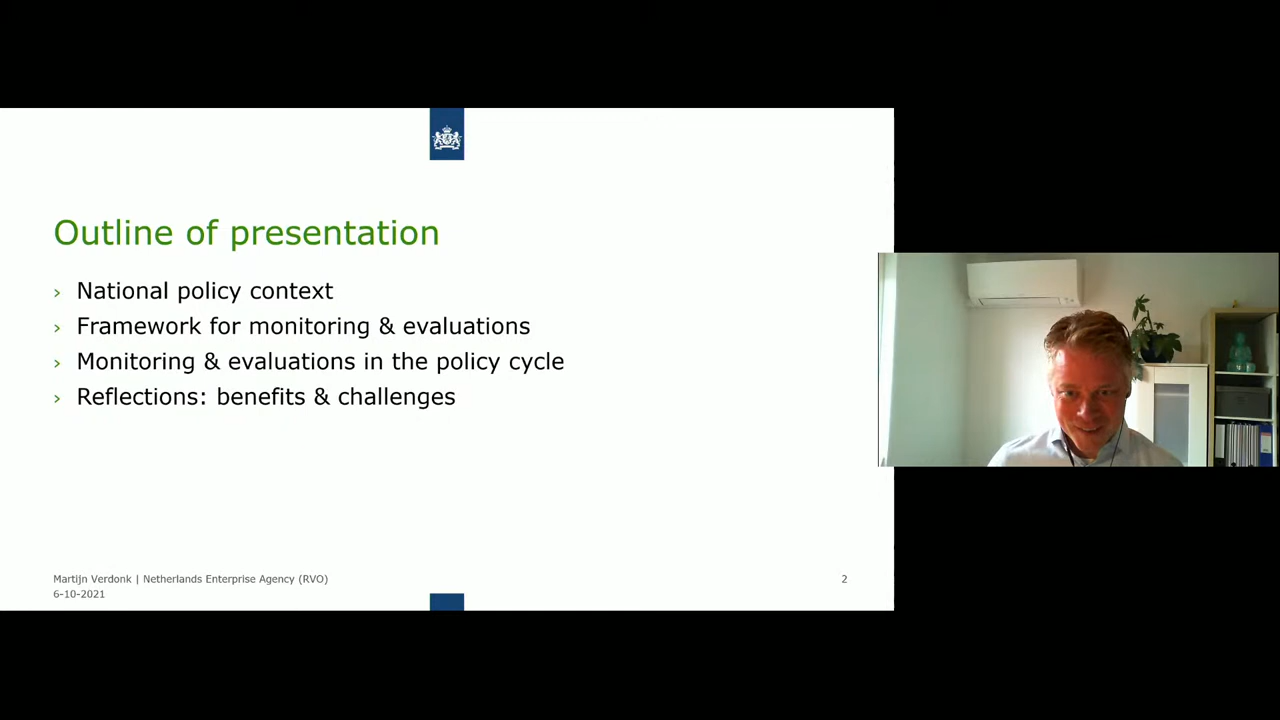 Outline of presentation
› National policy context
› Framework for monitoring & evaluations
› Monitoring & evaluations in the policy cycle
› Reflections: benefits & challenges
Martijn Verdonk | Netherlands Enterprise Agency (RVO)
2
6-10-2021